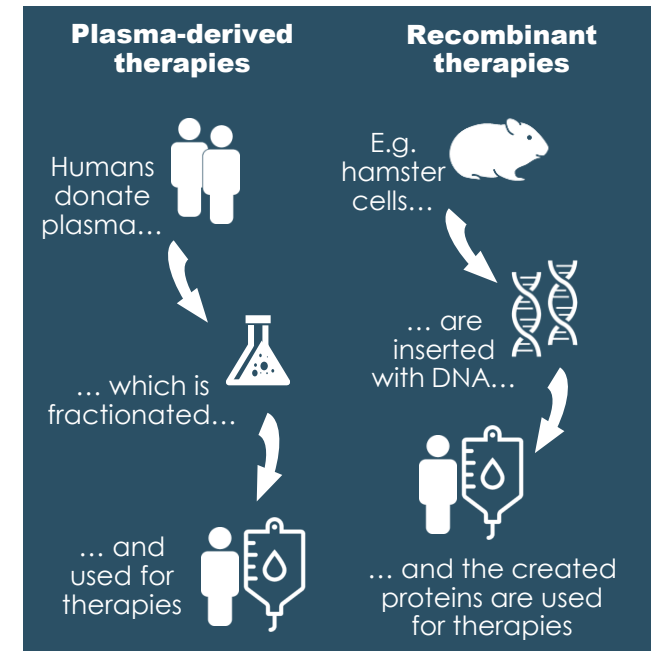 Plasma-derived
therapies
Humans
donate
plasma…
… which is
fractionated…
… and
used for
therapies
Recombinant
therapies
E.g.
hamster
cells…
… are
inserted
with DNA…
… and the created
proteins are used
for therapies